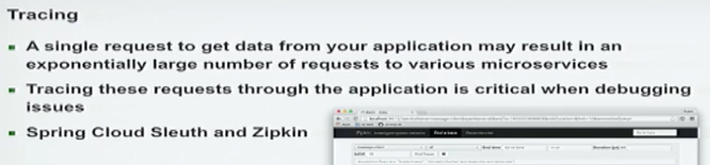 Tracing
A single request to get data from your application may result in an
exponentially large number of requests to various microservices
Tracing these requests through the application is critical when debugging
issues
Spring Cloud Sleuth and Zipkin